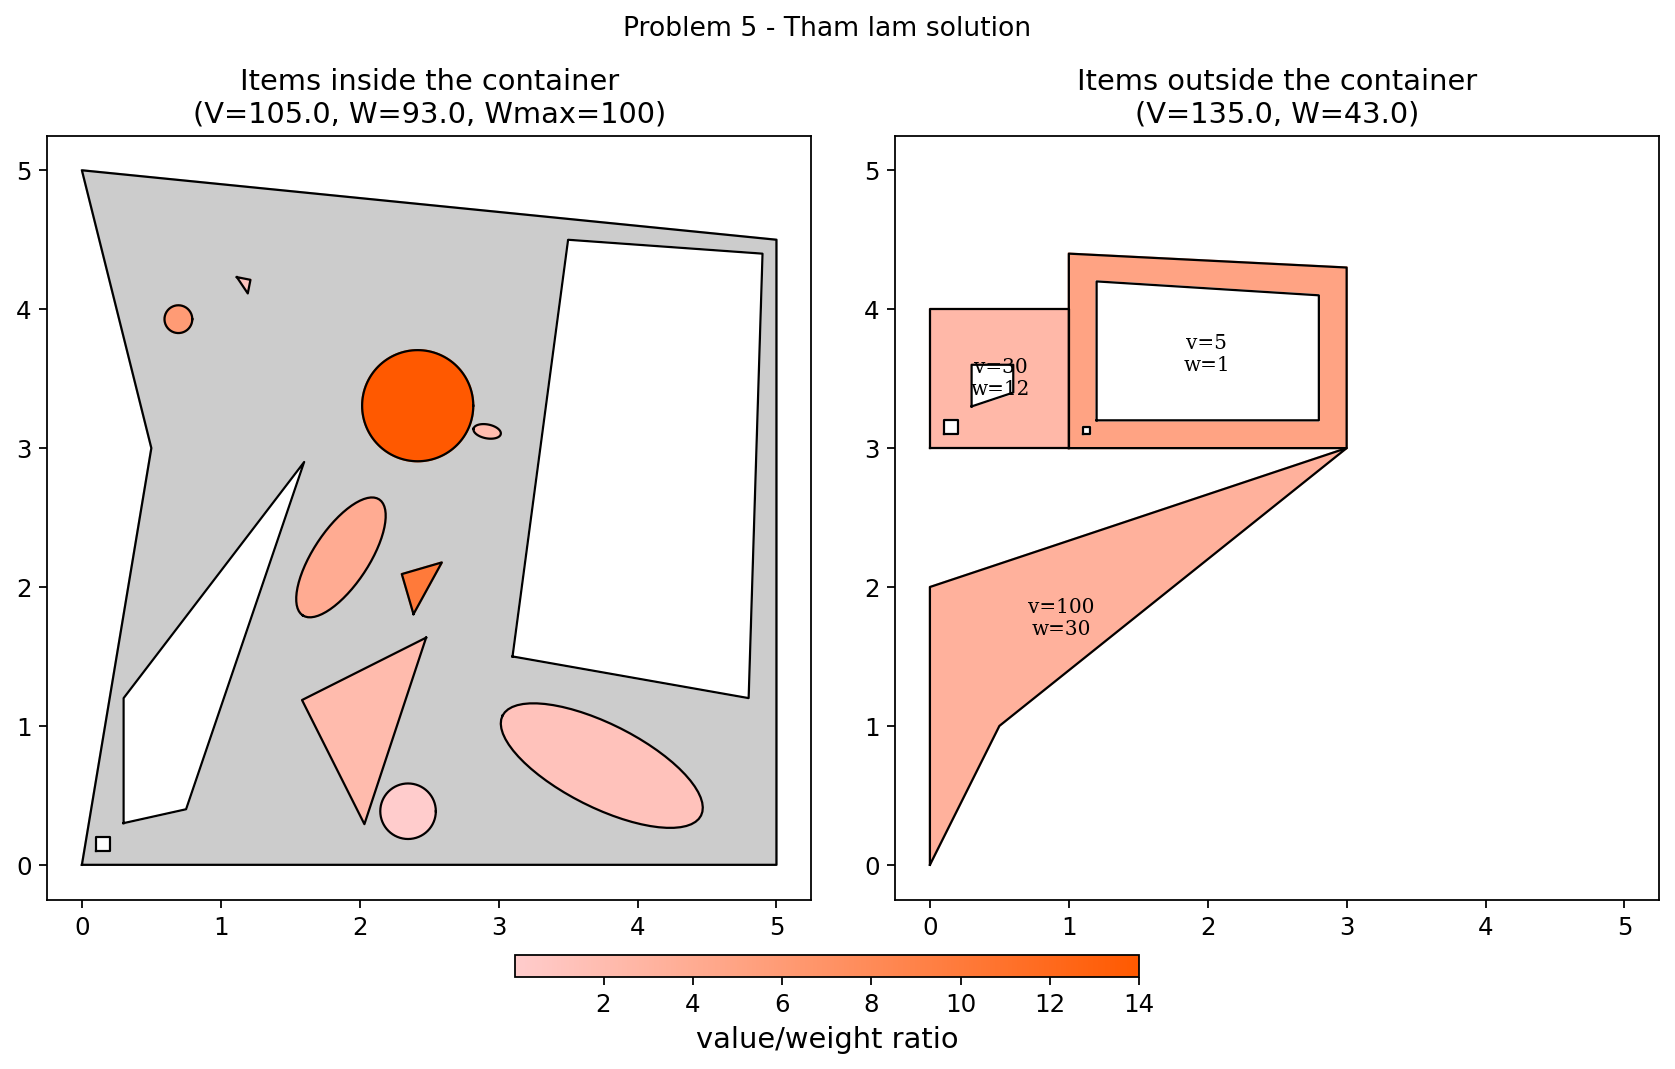 Problem 5 - Tham lam solution
Items inside the container
(V=105.0, W=93.0, Wmax=100)
5
4
3
2
1
0
0 1 2 3 4 5
Items outside the container
(V=135.0, W=43.0)
5
4
3
2
1
0
v=30
w=12
v=5
w=1
v=100
w=30
0 1 2 3 4 5
2 4 6 8 10 12 14
value/weight ratio